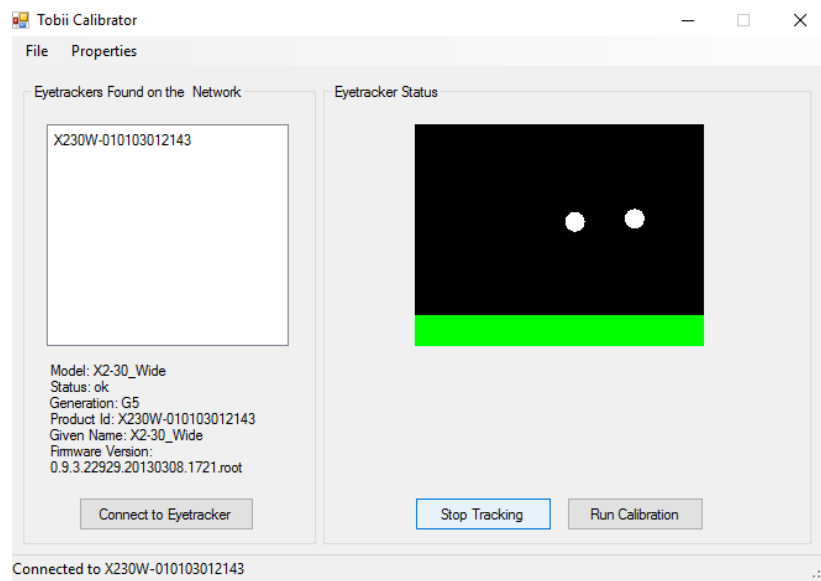 Tobii Calibrator
File Properties
Eyetrackers Found on the Network
X230W-010103012143
Model: X2-30_Wide
Status: ok
Generation: G5
Product Id: X230W-010103012143
Given Name: X2-30_Wide
Firmware Version:
0.9.3.22929.20130308.1721.root
Connect to Eyetracker
Eyetracker Status
Stop Tracking Run Calibration
Connected to X230W-010103012143